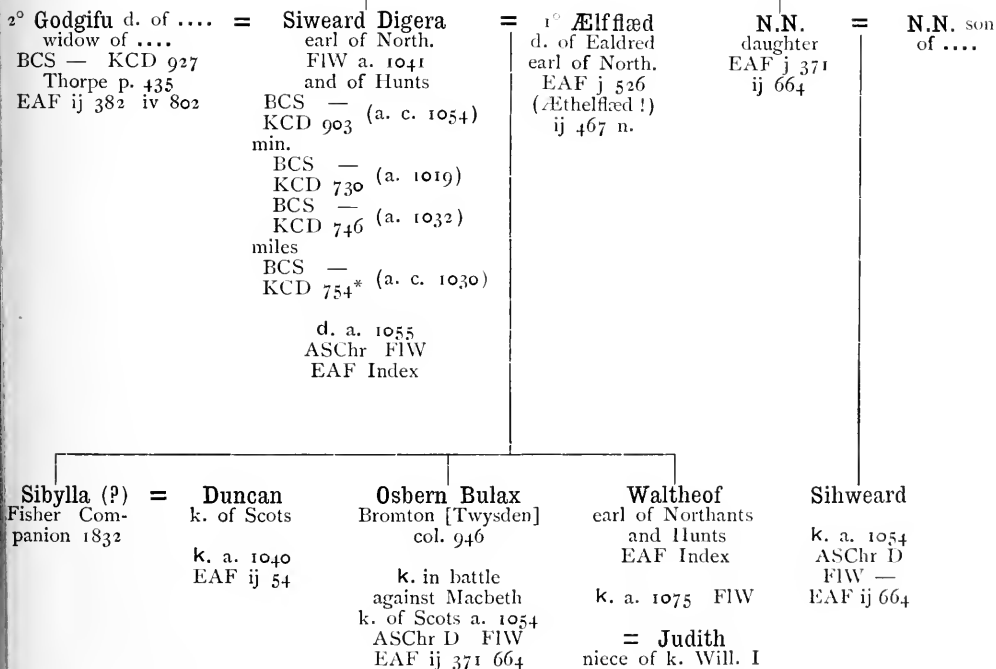 2° Godgifu d. of .... = Siweard Digera = 1° Ælfflæd N.N. = N.N. son
widow of .... earl of North. d. of Ealdred daughter of ....
BCS — KCD 927 FlW a. 1041 earl of North. EAF j 371
Thorpe p. 435 and of Hunts EAF j 526 ij 664
EAF ij 382 iv 802 BCS — (Æthelflæd !)
KCD 903 (a. c. 1054) ij 467 n.
min.
BCS —
KCD 730 (a. 1019)
BCS —
KCD 746 (a. 1032)
miles
BCS —
KCD 754* (a. c. 1030)
d. a. 1055
ASChr FlW
EAF Index
Sibylla (?) = Duncan Osbern Bulax Waltheof Sihweard
Fisher Com- k. of Scots Bromton [Twysden] earl of Northants k. a. 1054
panion 1832 col. 946 and Hunts ASChr D
k. a. 1040 EAF Index FlW —
EAF ij 54 k. in battle EAF ij 664
against Macbeth k. a. 1075 FlW
k. of Scots a. 1054
ASChr D FlW = Judith
EAF ij 371 664 niece of k. Will. I